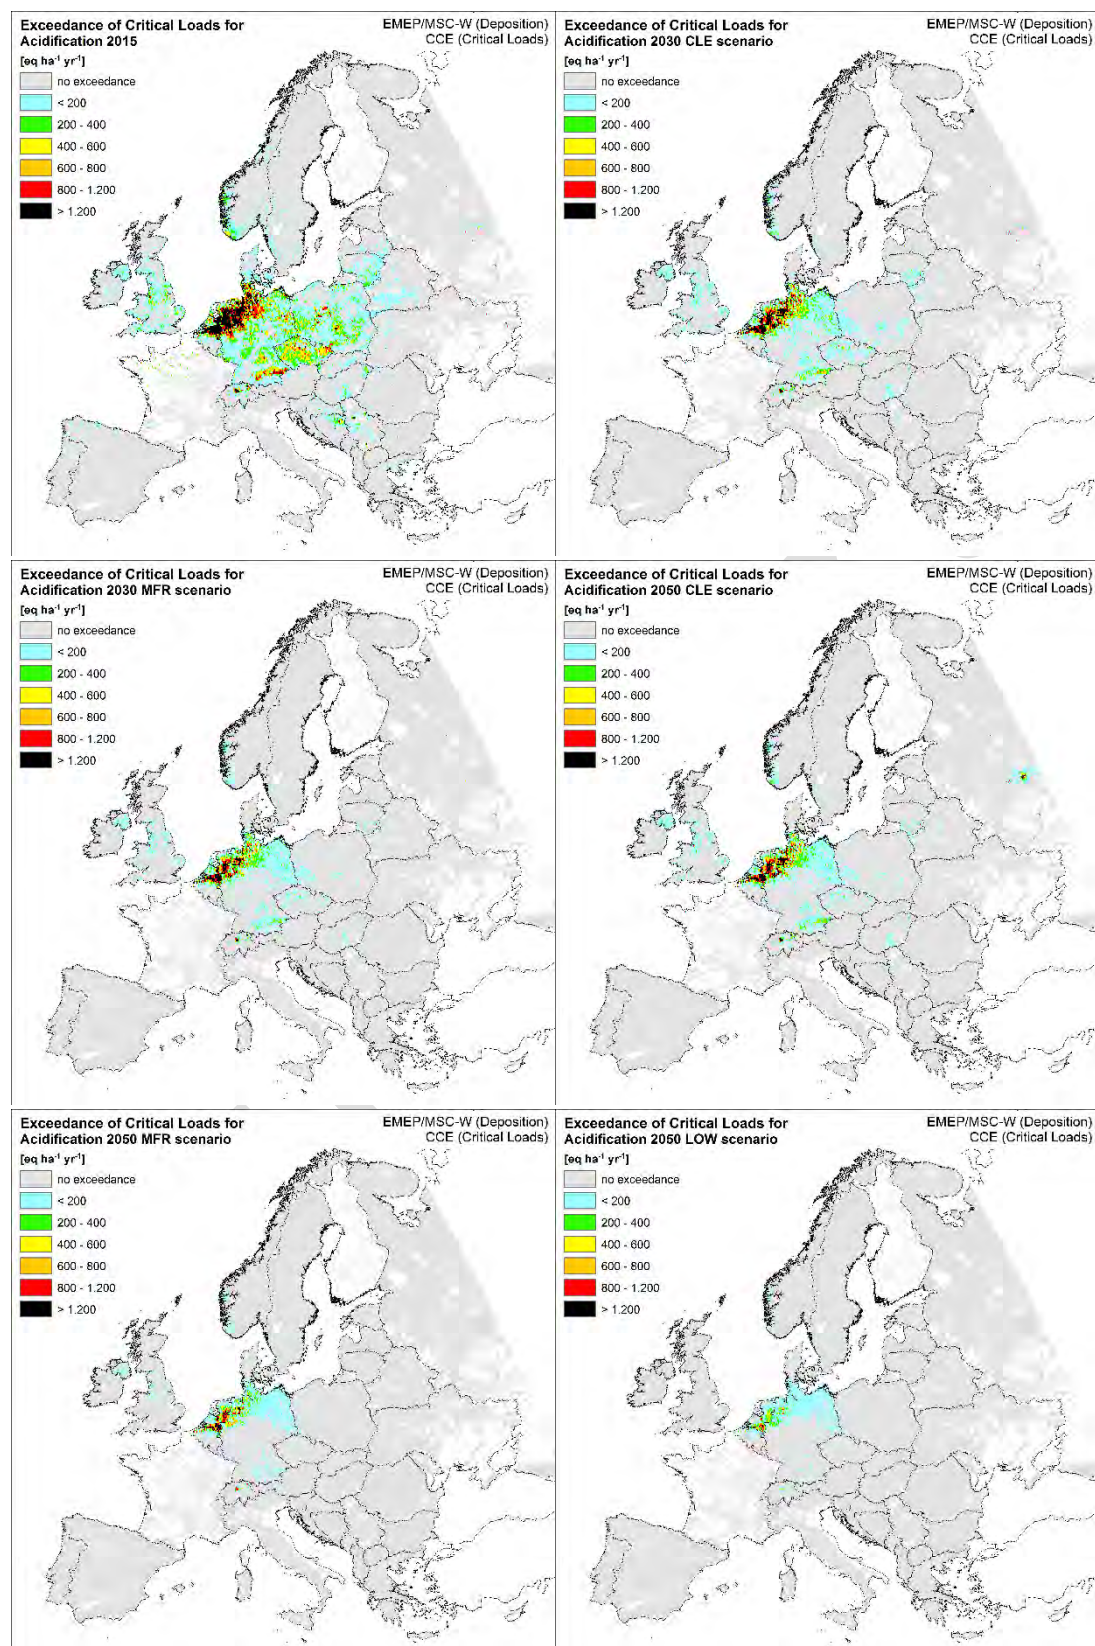 Exceedance of Critical Loads for
Acidification 2015
EMEP/MSC-W (Deposition)
CCE (Critical Loads)
[eq ha-1 yr-1]
no exceedance
< 200
200 - 400
400 - 600
600 - 800
800 - 1.200
> 1.200
Exceedance of Critical Loads for
Acidification 2030 CLE scenario
EMEP/MSC-W (Deposition)
CCE (Critical Loads)
[eq ha-1 yr-1]
no exceedance
< 200
200 - 400
400 - 600
600 - 800
800 - 1.200
> 1.200
Exceedance of Critical Loads for
Acidification 2030 MFR scenario
EMEP/MSC-W (Deposition)
CCE (Critical Loads)
[eq ha-1 yr-1]
no exceedance
< 200
200 - 400
400 - 600
600 - 800
800 - 1.200
> 1.200
Exceedance of Critical Loads for
Acidification 2050 CLE scenario
EMEP/MSC-W (Deposition)
CCE (Critical Loads)
[eq ha-1 yr-1]
no exceedance
< 200
200 - 400
400 - 600
600 - 800
800 - 1.200
> 1.200
Exceedance of Critical Loads for
Acidification 2050 MFR scenario
EMEP/MSC-W (Deposition)
CCE (Critical Loads)
[eq ha-1 yr-1]
no exceedance
< 200
200 - 400
400 - 600
600 - 800
800 - 1.200
> 1.200
Exceedance of Critical Loads for
Acidification 2050 LOW scenario
EMEP/MSC-W (Deposition)
CCE (Critical Loads)
[eq ha-1 yr-1]
no exceedance
< 200
200 - 400
400 - 600
600 - 800
800 - 1.200
> 1.200